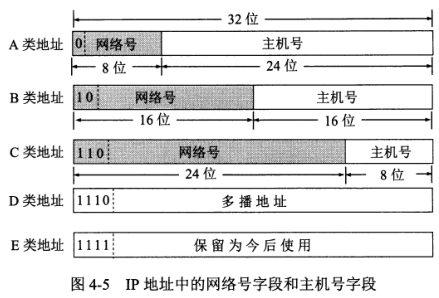 32 位
A 类地址 0 网络号 主机号
8 位 24 位
B 类地址 10 网络号 主机号
16 位 16 位
C 类地址 110 网络号 主机号
24 位 8 位
D 类地址 1110 多播地址
E 类地址 1111 保留为今后使用
图 4-5 IP 地址中的网络号字段和主机号字段